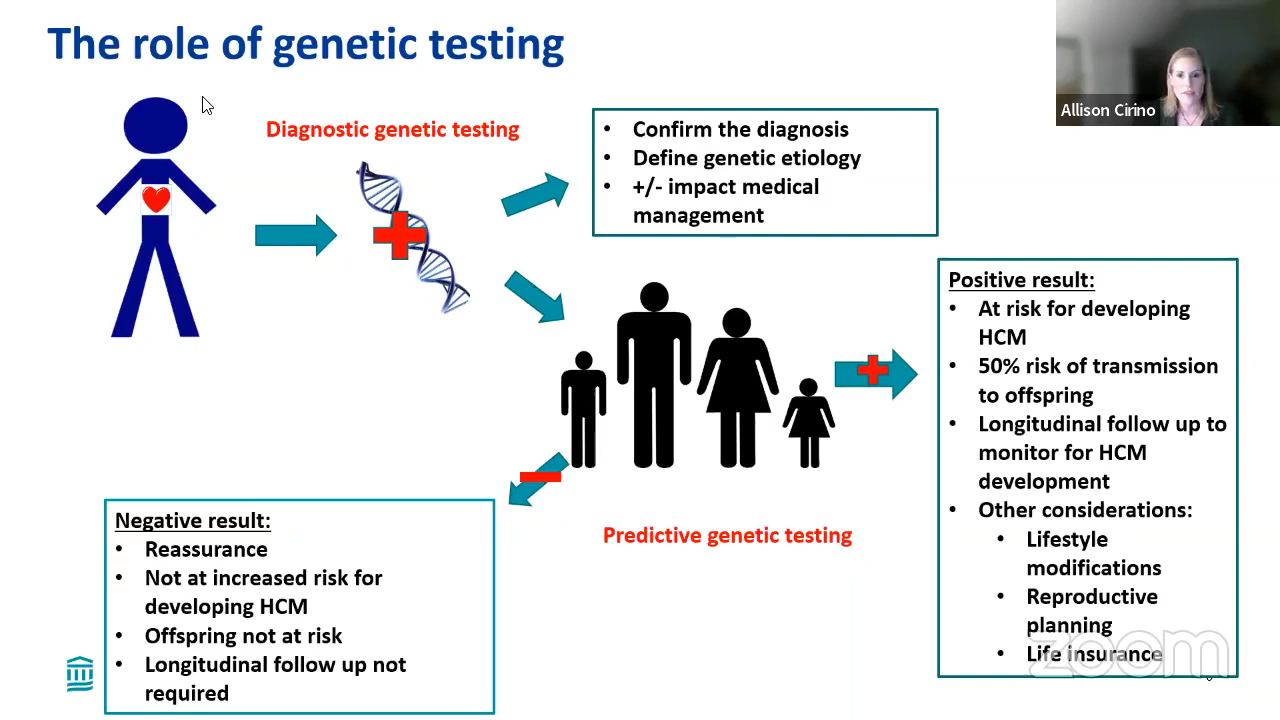 The role of genetic testing
Allison Cirino
Diagnostic genetic testing
• Confirm the diagnosis
• Define genetic etiology
• +/- impact medical
management
Positive result:
• At risk for developing
HCM
• 50% risk of transmission
to offspring
• Longitudinal follow up to
monitor for HCM
development
• Other considerations:
• Lifestyle
modifications
• Reproductive
planning
• Life insurance
Predictive genetic testing
Negative result:
• Reassurance
• Not at increased risk for
developing HCM
• Offspring not at risk
• Longitudinal follow up not
required
zoom